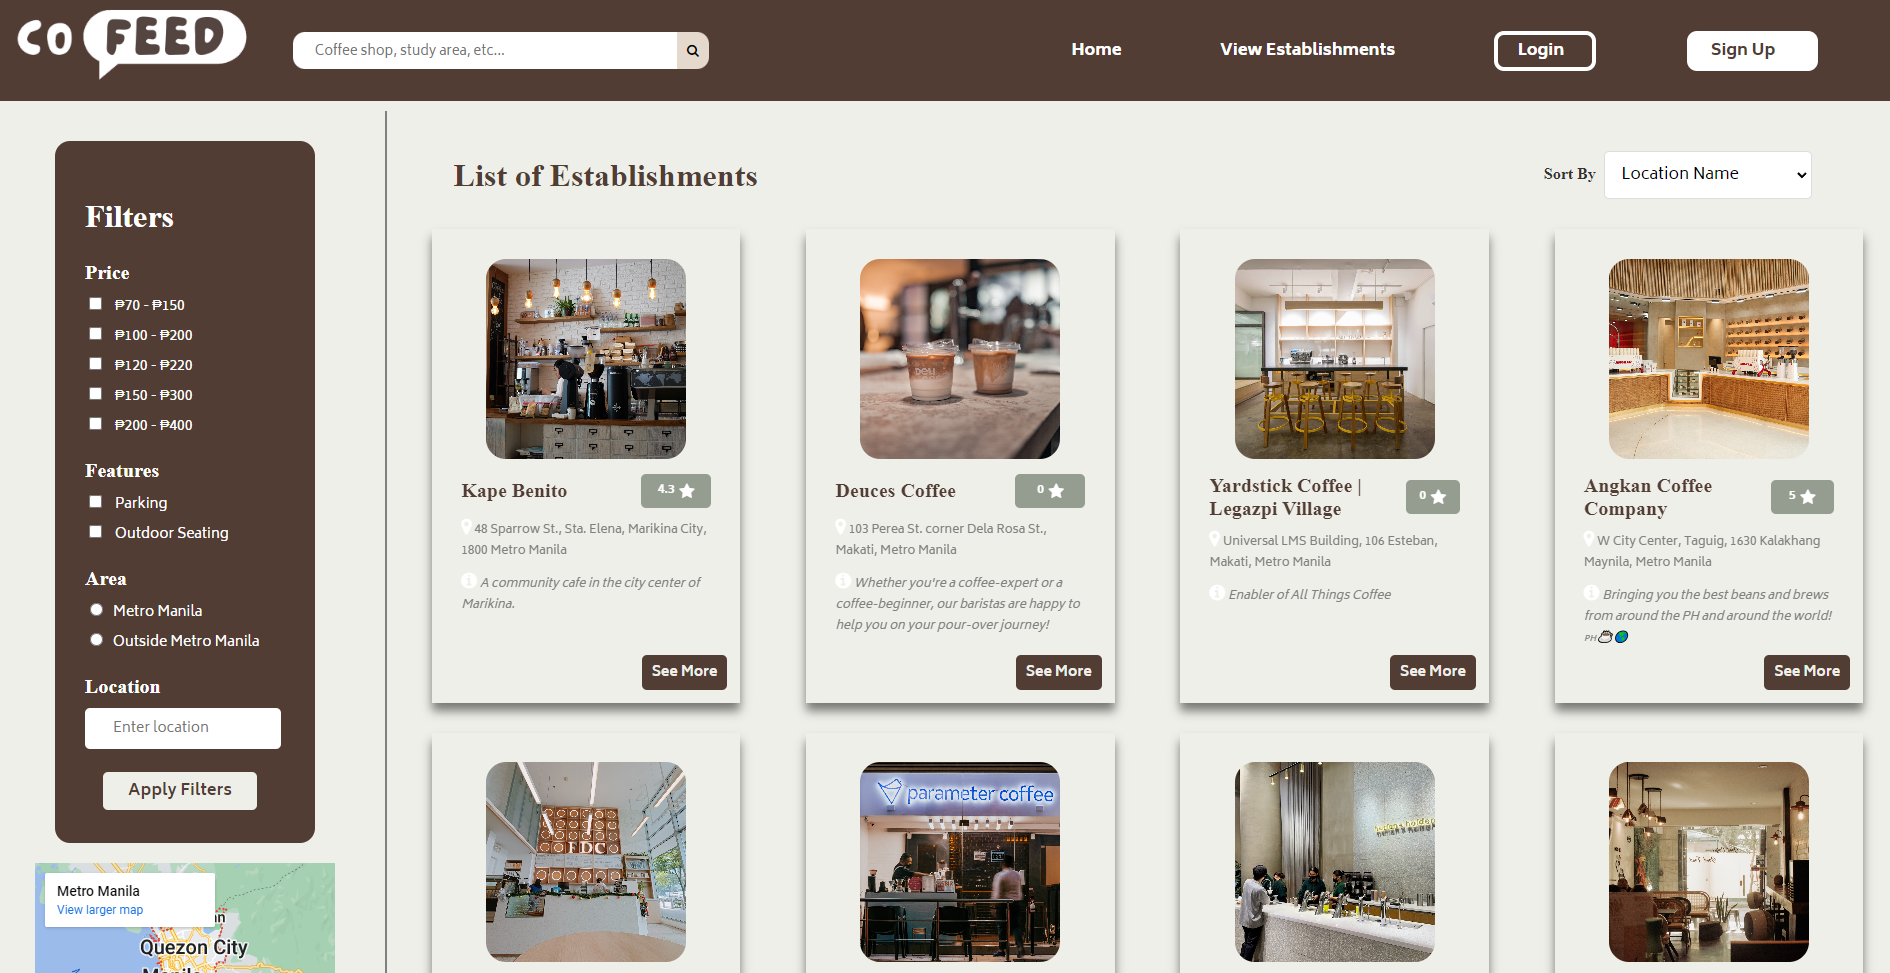 CO FEED
Coffee shop, study area, etc...
Home
View Establishments
Login
Sign Up
Filters
Price
₱70 - ₱150
₱100 - ₱200
₱120 - ₱220
₱150 - ₱300
₱200 - ₱400
Features
Parking
Outdoor Seating
Area
Metro Manila
Outside Metro Manila
Location
Enter location
Apply Filters
Metro Manila
View larger map
Quezon City
Manila
List of Establishments
Sort By
Location Name
Kape Benito
4.3
48 Sparrow St., Sta. Elena, Marikina City,
1800 Metro Manila
A community cafe in the city center of
Marikina.
See More
Deuces Coffee
0
103 Perea St. corner Dela Rosa St.,
Makati, Metro Manila
Whether you're a coffee-expert or a
coffee-beginner, our baristas are happy to
help you on your pour-over journey!
See More
Yardstick Coffee |
Legazpi Village
0
Universal LMS Building, 106 Esteban,
Makati, Metro Manila
Enabler of All Things Coffee
See More
Angkan Coffee
Company
5
W City Center, Taguig, 1630 Kalakhang
Maynila, Metro Manila
Bringing you the best beans and brews
from around the PH and around the world!
PH
See More
FDC
parameter coffee